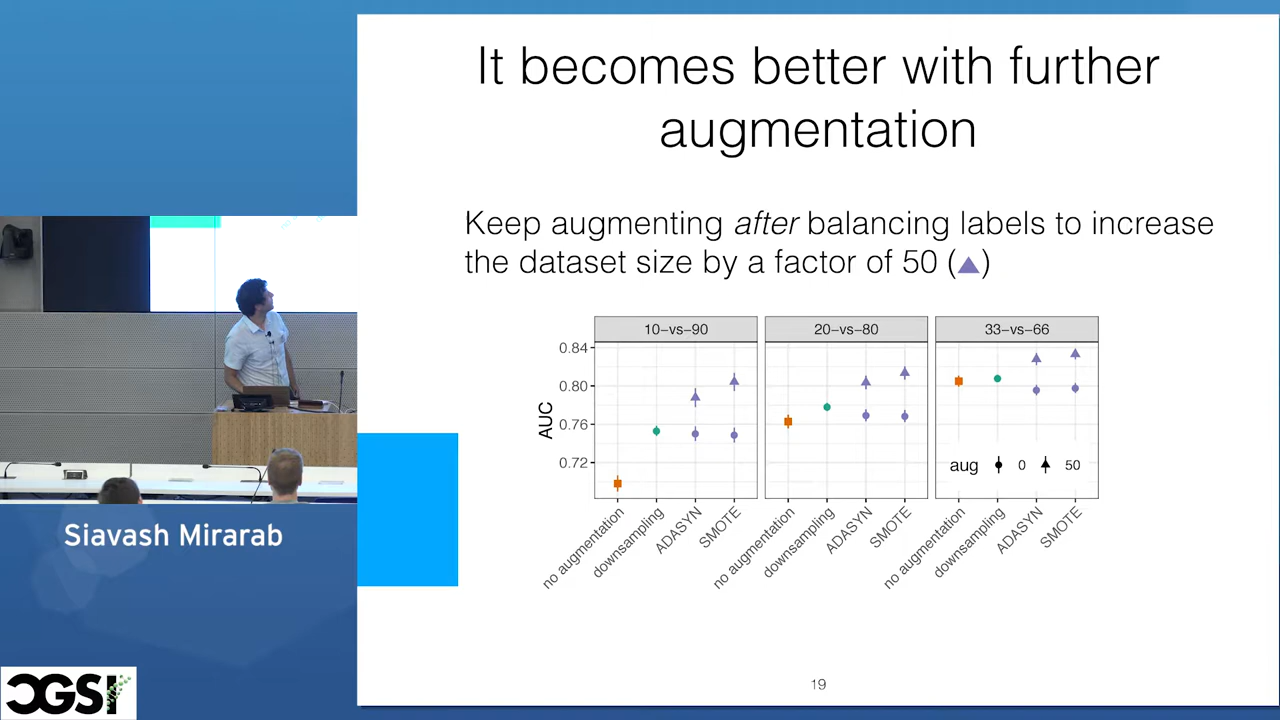 It becomes better with further
augmentation
Keep augmenting after balancing labels to increase
the dataset size by a factor of 50 (▲)
10-vs-90
20-vs-80
33-vs-66
AUC
0.84
0.80
0.76
0.72
aug
0
50
no augmentation
downsampling
ADASYN
SMOTE
no augmentation
downsampling
ADASYN
SMOTE
no augmentation
downsampling
ADASYN
SMOTE
19
Siavash Mirarab
CGSI